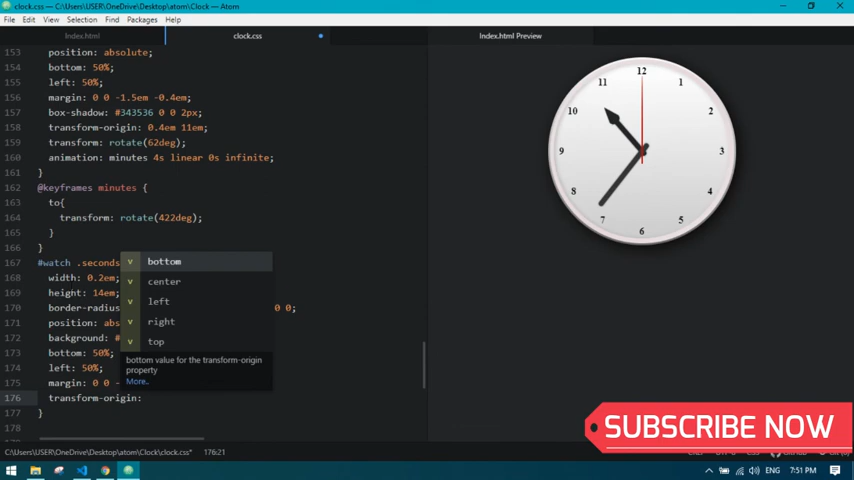 clock.css — C:\USER\OneDrive\Desktop\atom\Clock — Atom
File Edit View Selection Find Packages Help
Index.html
clock.css
Index.html Preview
153 position: absolute;
154 bottom: 50%;
155 left: 50%;
156 margin: 0 0 -1.5em -0.4em;
157 box-shadow: #343536 0 0 2px;
158 transform-origin: 0.4em 11em;
159 transform: rotate(62deg);
160 animation: minutes 4s linear 0s infinite;
161 }
162 @keyframes minutes {
163 to{
164 transform: rotate(422deg);
165 }
166 }
167 #watch .seconds
168 width: 0.2em;
169 height: 14em;
170 border-radius 0 0;
171 position: abs
172 background: #
173 bottom: 50%;
174 left: 50%;
175 margin: 0 0 -
176 transform-origin:
177 }
178
v bottom
v center
v left
v right
v top
bottom value for the transform-origin
property
More..
12
1
2
3
4
5
6
7
8
9
10
11
SUBSCRIBE NOW
C:\USER\OneDrive\Desktop\atom\Clock\clock.css* 176:21
ENG 7:51 PM